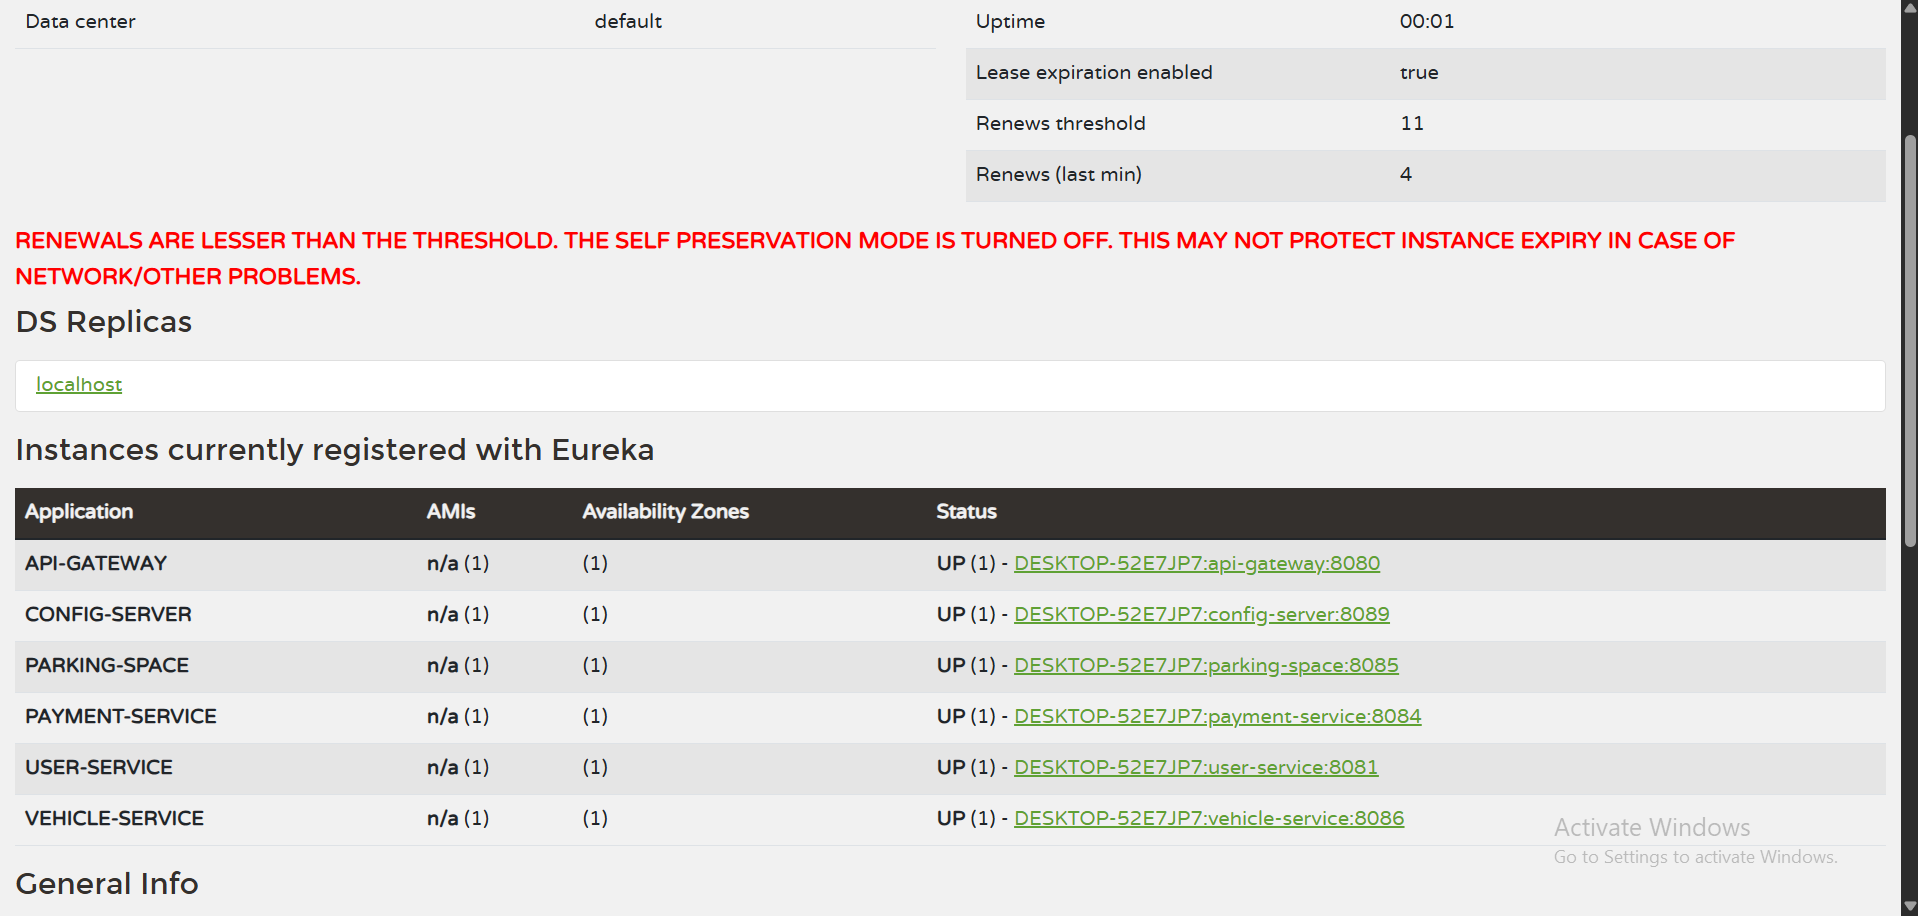 Data center default
Uptime 00:01
Lease expiration enabled true
Renews threshold 11
Renews (last min) 4
RENEWALS ARE LESSER THAN THE THRESHOLD. THE SELF PRESERVATION MODE IS TURNED OFF. THIS MAY NOT PROTECT INSTANCE EXPIRY IN CASE OF
NETWORK/OTHER PROBLEMS.
DS Replicas
localhost
Instances currently registered with Eureka
Application AMIs Availability Zones Status
API-GATEWAY n/a (1) (1) UP (1) - DESKTOP-52E7JP7:api-gateway:8080
CONFIG-SERVER n/a (1) (1) UP (1) - DESKTOP-52E7JP7:config-server:8089
PARKING-SPACE n/a (1) (1) UP (1) - DESKTOP-52E7JP7:parking-space:8085
PAYMENT-SERVICE n/a (1) (1) UP (1) - DESKTOP-52E7JP7:payment-service:8084
USER-SERVICE n/a (1) (1) UP (1) - DESKTOP-52E7JP7:user-service:8081
VEHICLE-SERVICE n/a (1) (1) UP (1) - DESKTOP-52E7JP7:vehicle-service:8086
Activate Windows
Go to Settings to activate Windows.
General Info